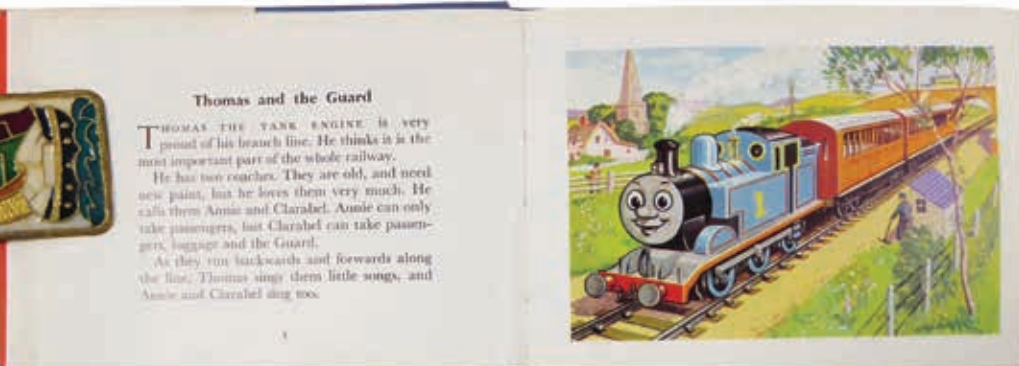 Thomas and the Guard
THOMAS THE TANK ENGINE is very
proud of his branch line. He thinks it is the
most important part of the whole railway.
He has two coaches. They are old, and need
new paint, but he loves them very much. He
calls them Annie and Clarabel. Annie can only
take passengers, but Clarabel can take passen-
gers, luggage and the Guard.
As they run backwards and forwards along
the line, Thomas sings them little songs, and
Annie and Clarabel sing too.
1